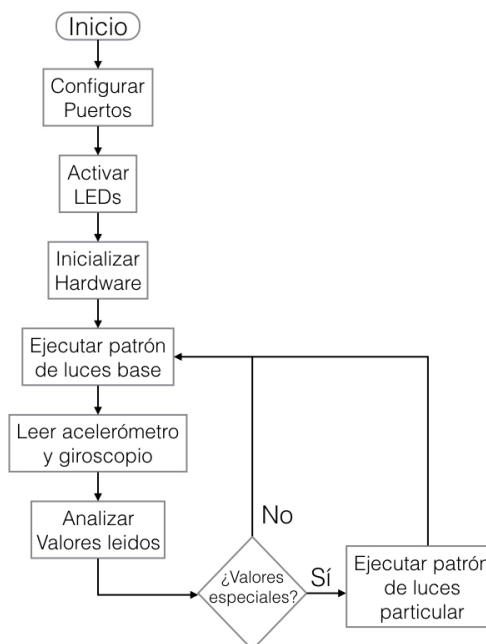 Inicio
Configurar
Puertos
Activar
LEDs
Inicializar
Hardware
Ejecutar patrón
de luces base
Leer acelerómetro
y giroscopio
Analizar
Valores leidos
¿Valores
especiales?
No
Sí
Ejecutar patrón
de luces
particular